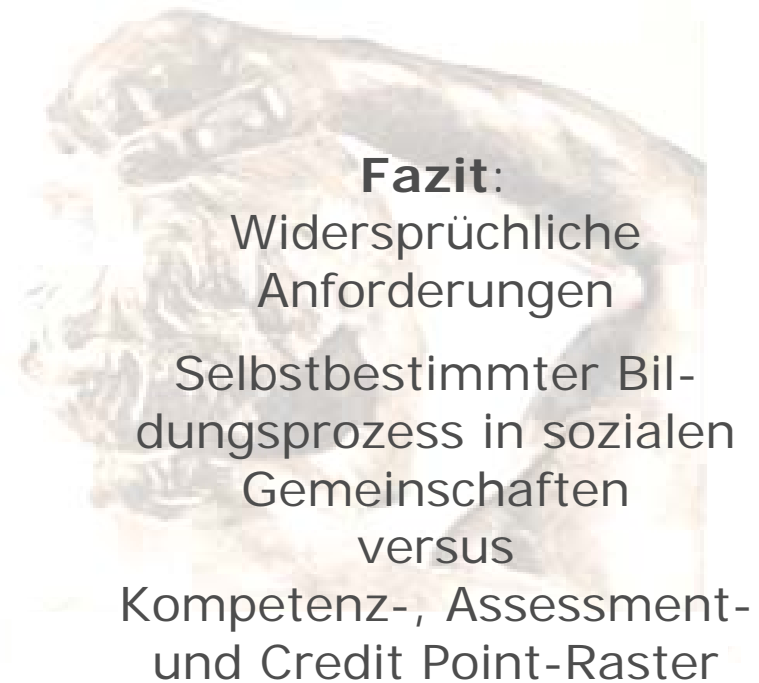 Fazit:
Widersprüchliche
Anforderungen
Selbstbestimmter Bil-
dungsprozess in sozialen
Gemeinschaften
versus
Kompetenz-, Assessment-
und Credit Point-Raster